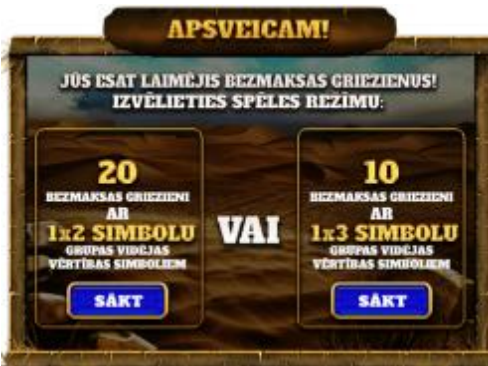 APSVEICAM!
JŪS ESAT LAIMĒJIS BEZMAKSAS GRIEZIENUS!
IZVĒLIETIES SPĒLES REZĪMU:
20
BEZMAKSAS GRIEZIENI
AR
1x2 SIMBOLU
GRUPAS VIDĒJAS
VĒRTĪBAS SIMBOLIEM
SĀKT
VAI
10
BEZMAKSAS GRIEZIENI
AR
1x3 SIMBOLU
GRUPAS VIDĒJAS
VĒRTĪBAS SIMBOLIEM
SĀKT